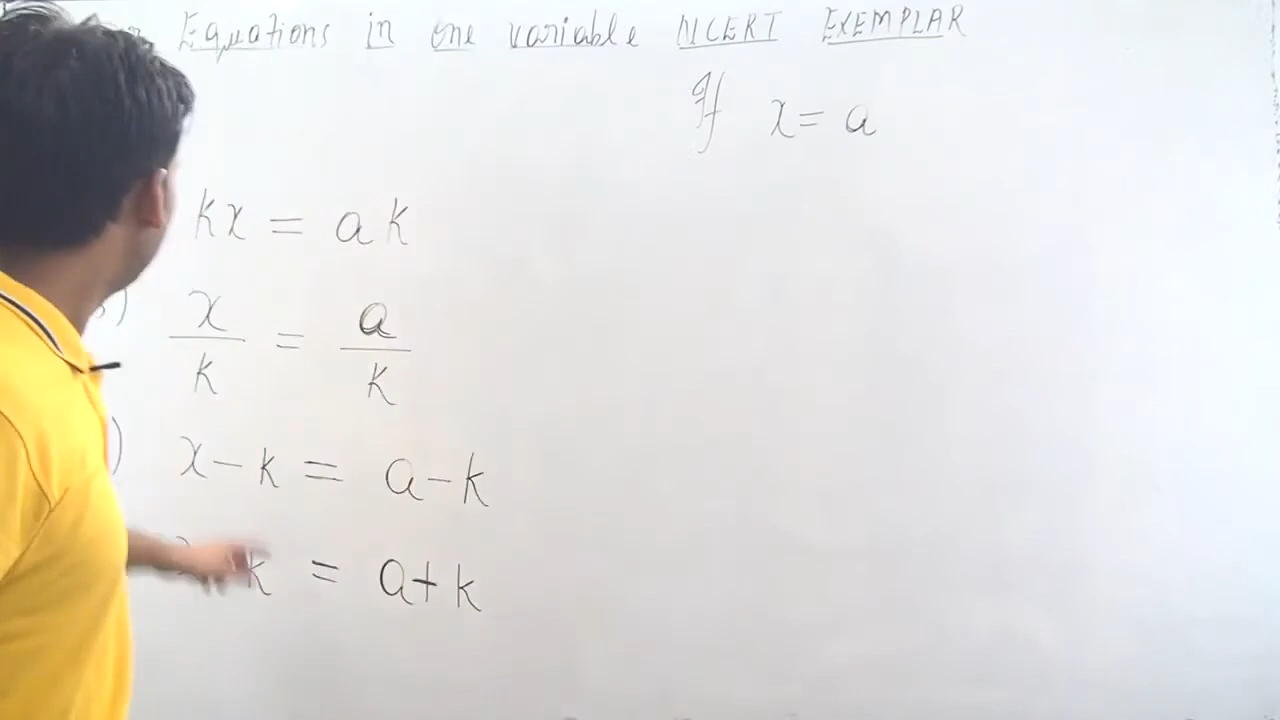 Equations in one variable NCERT EXEMPLAR
If x = a
kx = ak
x/k = a/k
) x-k = a-k
k = a+k